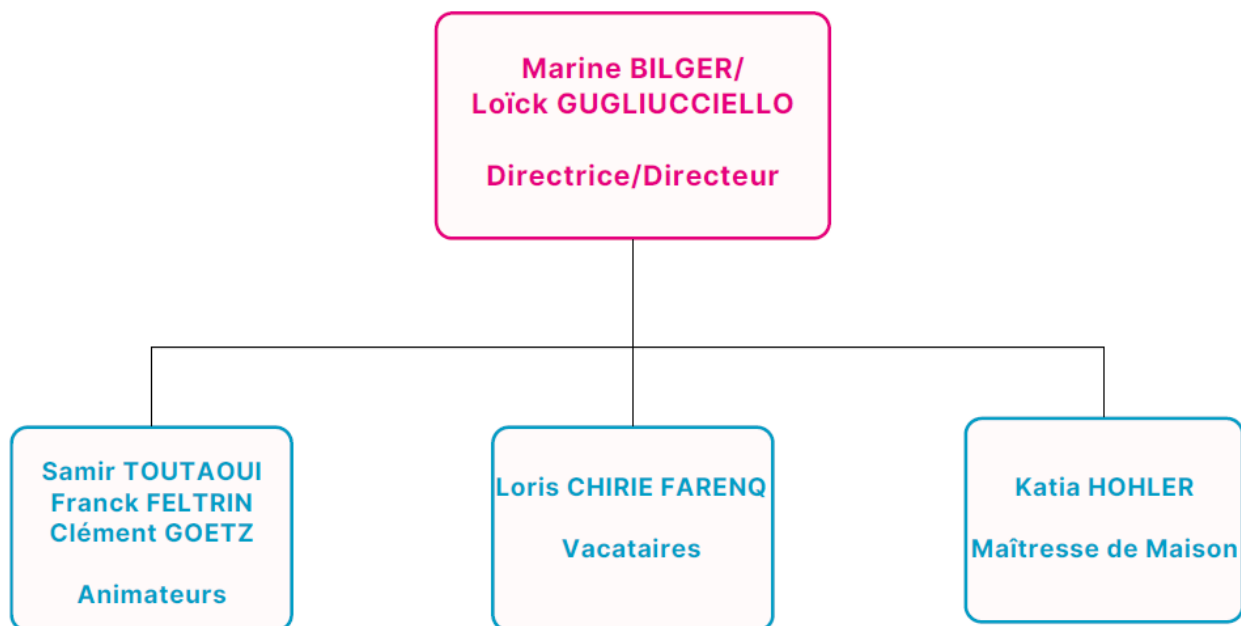 Marine BILGER/
Loïck GUGLIUCCIELLO
Directrice/Directeur
Samir TOUTAOUI
Franck FELTRIN
Clément GOETZ
Animateurs
Loris CHIRIE FARENQ
Vacataires
Katia HOHLER
Maîtresse de Maison